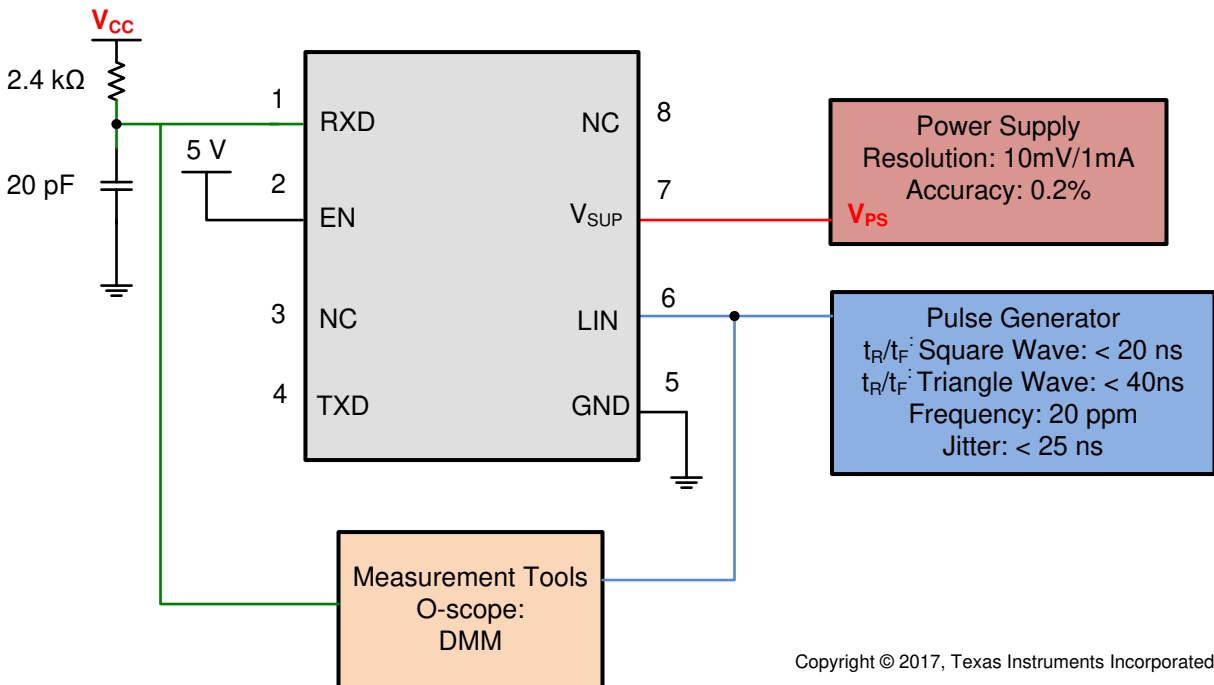 VCC
2.4 kΩ
20 pF
5 V
1
RXD
2
EN
3
NC
4
TXD
NC
8
VSUP
7
LIN
6
GND
5
Power Supply
Resolution: 10mV/1mA
Accuracy: 0.2%
VPS
Pulse Generator
tR/tF: Square Wave: < 20 ns
tR/tF: Triangle Wave: < 40ns
Frequency: 20 ppm
Jitter: < 25 ns
Measurement Tools
O-scope:
DMM
Copyright © 2017, Texas Instruments Incorporated